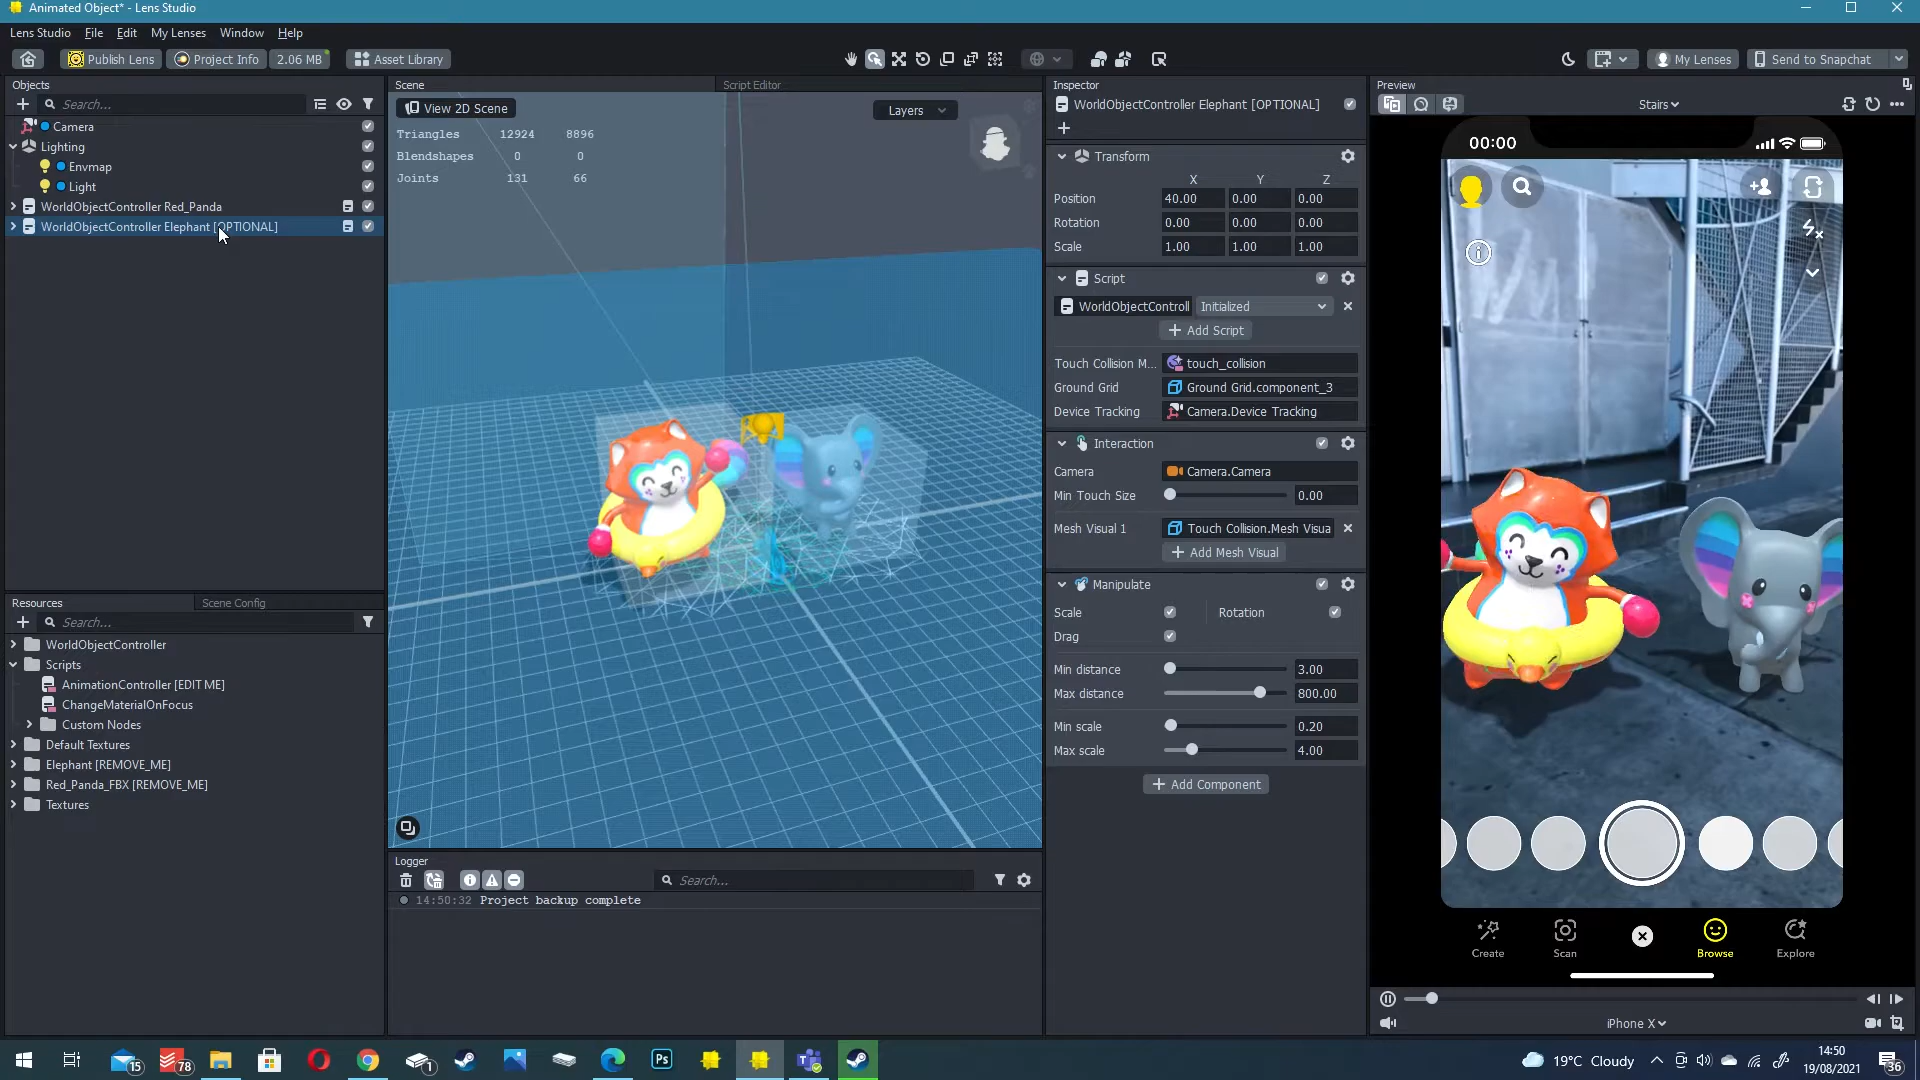 Animated Object* - Lens Studio
Lens Studio File Edit My Lenses Window Help
Publish Lens Project Info 2.06 MB Asset Library My Lenses Send to Snapchat
Objects
Search...
Camera
Lighting
Envmap
Light
WorldObjectController Red_Panda
WorldObjectController Elephant [OPTIONAL]
Resources Scene Config
Search...
WorldObjectController
Scripts
AnimationController [EDIT ME]
ChangeMaterialOnFocus
Custom Nodes
Default Textures
Elephant [REMOVE_ME]
Red_Panda_FBX [REMOVE_ME]
Textures
Scene Script Editor
View 2D Scene Layers
Triangles 12924 8896
Blendshapes 0 0
Joints 131 66
Logger
Search...
14:50:32 Project backup complete
Inspector
WorldObjectController Elephant [OPTIONAL]
Transform
X Y Z
Position 40.00 0.00 0.00
Rotation 0.00 0.00 0.00
Scale 1.00 1.00 1.00
Script
WorldObjectControll Initialized
Add Script
Touch Collision M... touch_collision
Ground Grid Ground Grid.component_3
Device Tracking Camera.Device Tracking
Interaction
Camera Camera.Camera
Min Touch Size 0.00
Mesh Visual 1 Touch Collision.Mesh Visua
Add Mesh Visual
Manipulate
Scale Rotation
Drag
Min distance 3.00
Max distance 800.00
Min scale 0.20
Max scale 4.00
Add Component
Preview
Stairs
00:00
Create Scan Browse Explore
iPhone X
15 78 1 Ps 19°C Cloudy 14:50
19/08/2021 36